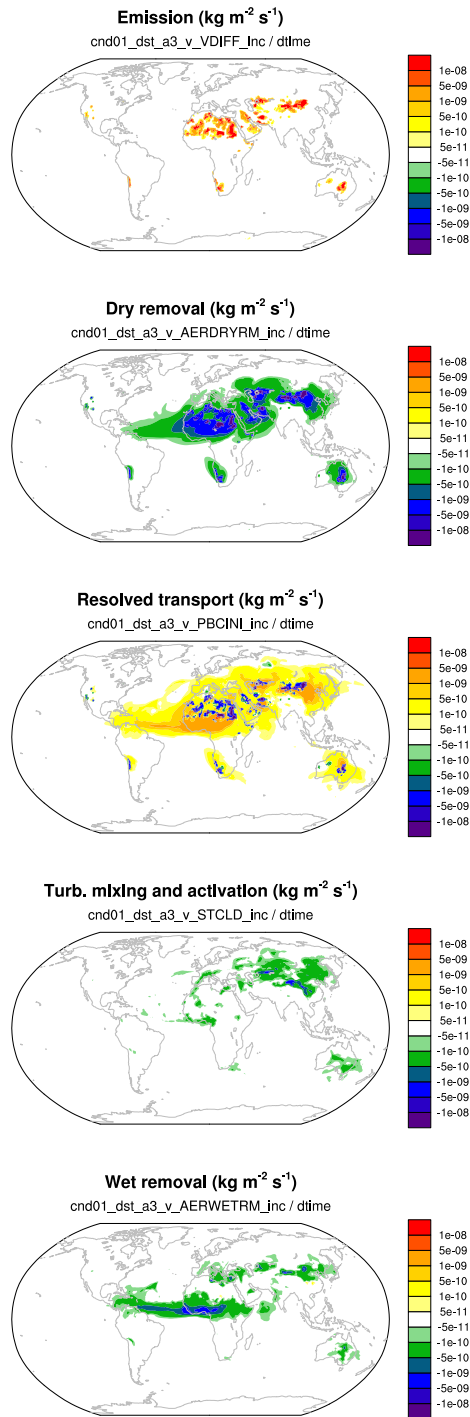 Emission (kg m⁻² s⁻¹)
cnd01_dst_a3_v_VDIFF_Inc / dtIme
1e-08
5e-09
1e-09
5e-10
1e-10
5e-11
-5e-11
-1e-10
-5e-10
-1e-09
-5e-09
-1e-08
Dry removal (kg m⁻² s⁻¹)
cnd01_dst_a3_v_AERDRYRM_inc / dtime
1e-08
5e-09
1e-09
5e-10
1e-10
5e-11
-5e-11
-1e-10
-5e-10
-1e-09
-5e-09
-1e-08
Resolved transport (kg m⁻² s⁻¹)
cnd01_dst_a3_v_PBCINI_inc / dtime
1e-08
5e-09
1e-09
5e-10
1e-10
5e-11
-5e-11
-1e-10
-5e-10
-1e-09
-5e-09
-1e-08
Turb. mixing and activation (kg m⁻² s⁻¹)
cnd01_dst_a3_v_STCLD_inc / dtime
1e-08
5e-09
1e-09
5e-10
1e-10
5e-11
-5e-11
-1e-10
-5e-10
-1e-09
-5e-09
-1e-08
Wet removal (kg m⁻² s⁻¹)
cnd01_dst_a3_v_AERWETRM_inc / dtime
1e-08
5e-09
1e-09
5e-10
1e-10
5e-11
-5e-11
-1e-10
-5e-10
-1e-09
-5e-09
-1e-08